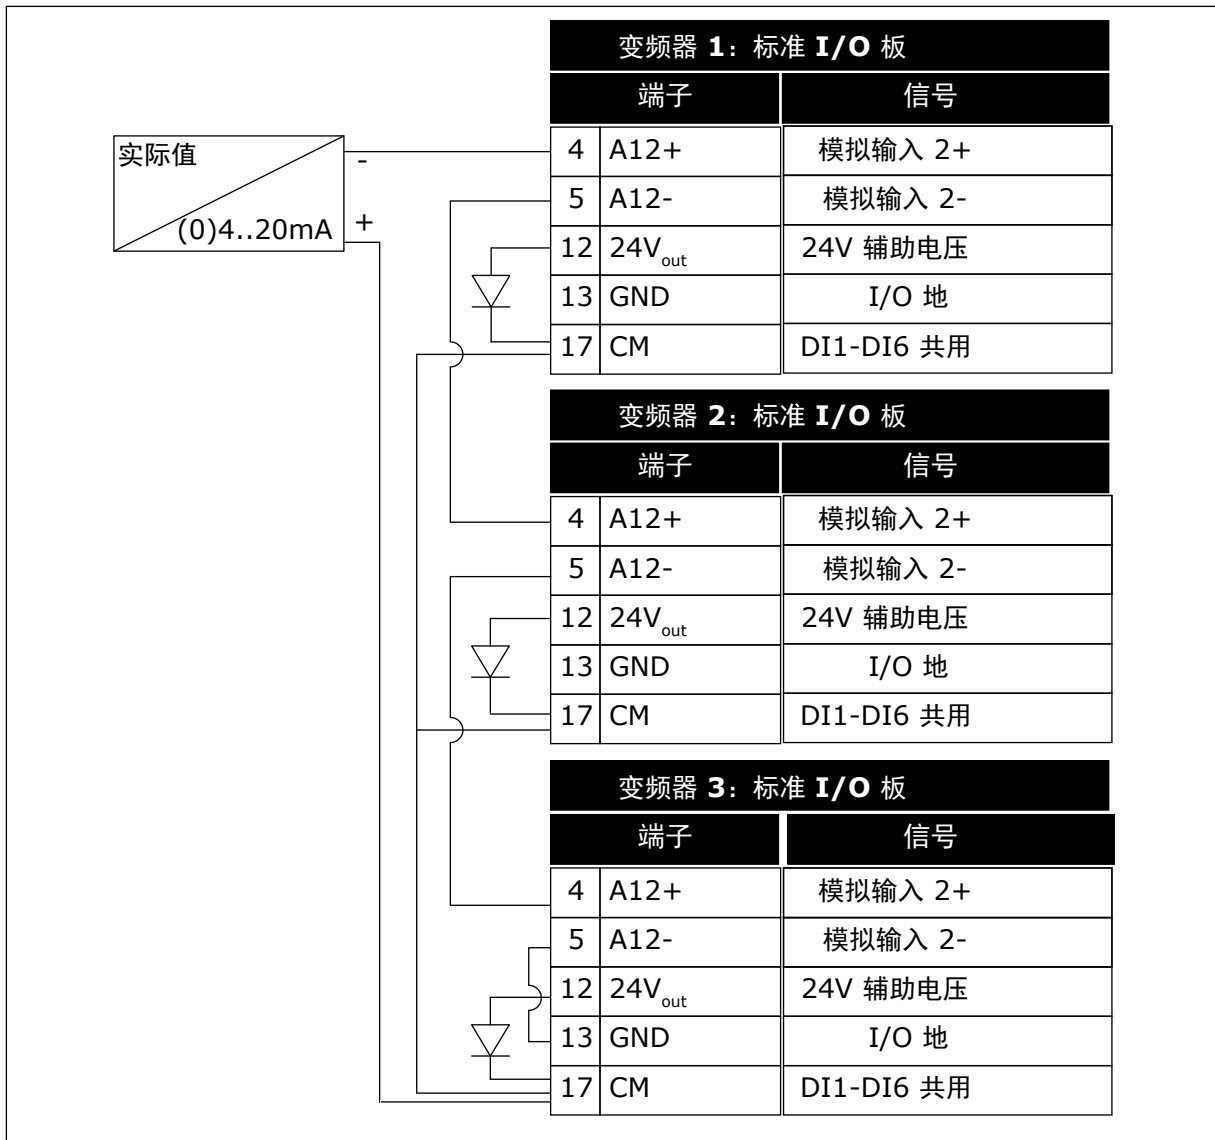 变频器 1：标准 I/O 板
端子 信号
实际值
-
(0)4..20mA
+
4 A12+ 模拟输入 2+
5 A12- 模拟输入 2-
12 24Vout 24V 辅助电压
13 GND I/O 地
17 CM DI1-DI6 共用
变频器 2：标准 I/O 板
端子 信号
4 A12+ 模拟输入 2+
5 A12- 模拟输入 2-
12 24Vout 24V 辅助电压
13 GND I/O 地
17 CM DI1-DI6 共用
变频器 3：标准 I/O 板
端子 信号
4 A12+ 模拟输入 2+
5 A12- 模拟输入 2-
12 24Vout 24V 辅助电压
13 GND I/O 地
17 CM DI1-DI6 共用